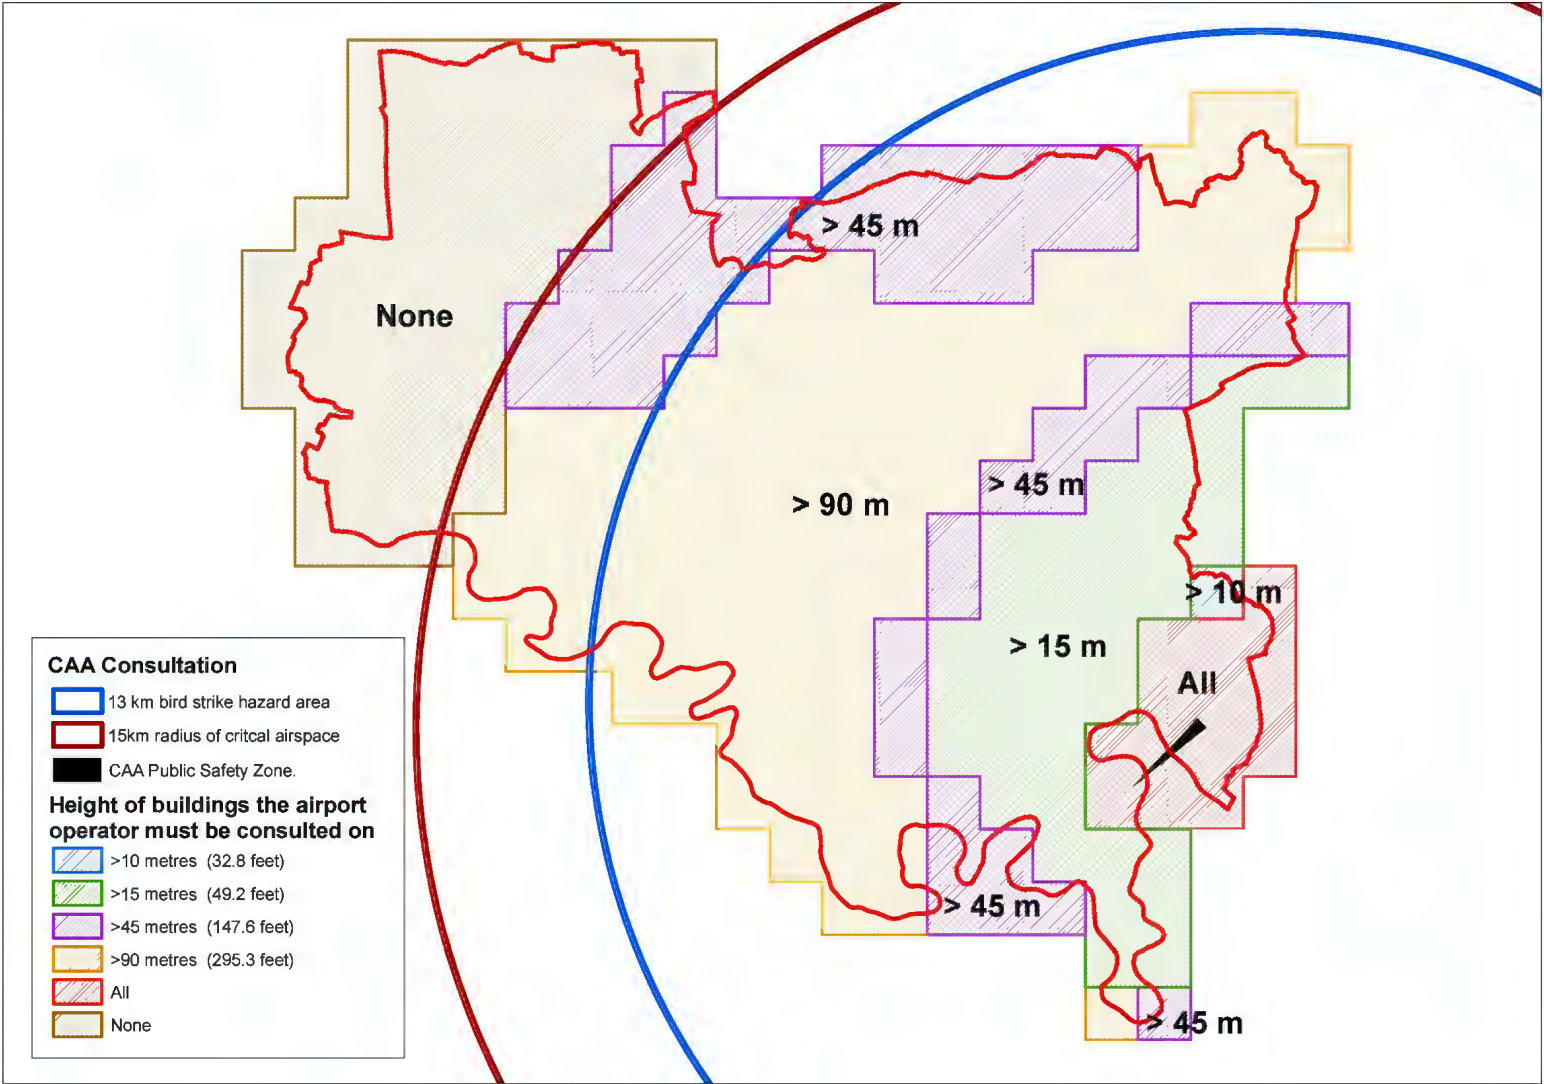 > 45 m
None
> 45 m
> 90 m
> 10 m
> 15 m
All
> 45 m
> 45 m
CAA Consultation
13 km bird strike hazard area
15km radius of critcal airspace
CAA Public Safety Zone.
Height of buildings the airport
operator must be consulted on
>10 metres (32.8 feet)
>15 metres (49.2 feet)
>45 metres (147.6 feet)
>90 metres (295.3 feet)
All
None